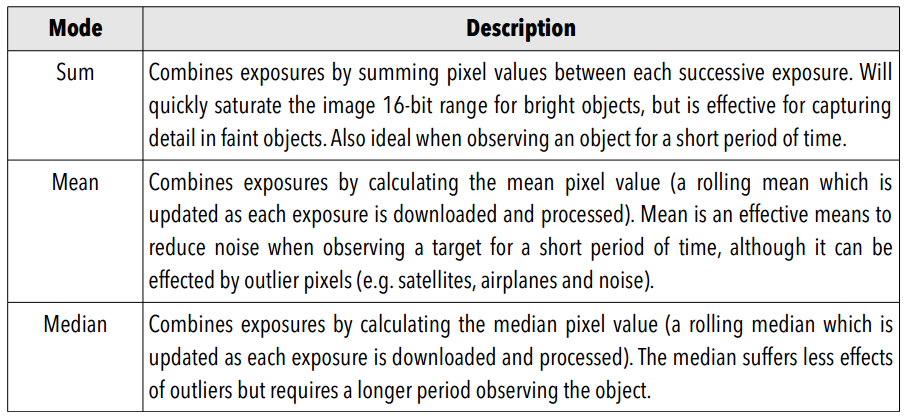 Mode Description
Sum Combines exposures by summing pixel values between each successive exposure. Will
quickly saturate the image 16-bit range for bright objects, but is effective for capturing
detail in faint objects. Also ideal when observing an object for a short period of time.
Mean Combines exposures by calculating the mean pixel value (a rolling mean which is
updated as each exposure is downloaded and processed). Mean is an effective means to
reduce noise when observing a target for a short period of time, although it can be
effected by outlier pixels (e.g. satellites, airplanes and noise).
Median Combines exposures by calculating the median pixel value (a rolling median which is
updated as each exposure is downloaded and processed). The median suffers less effects
of outliers but requires a longer period observing the object.